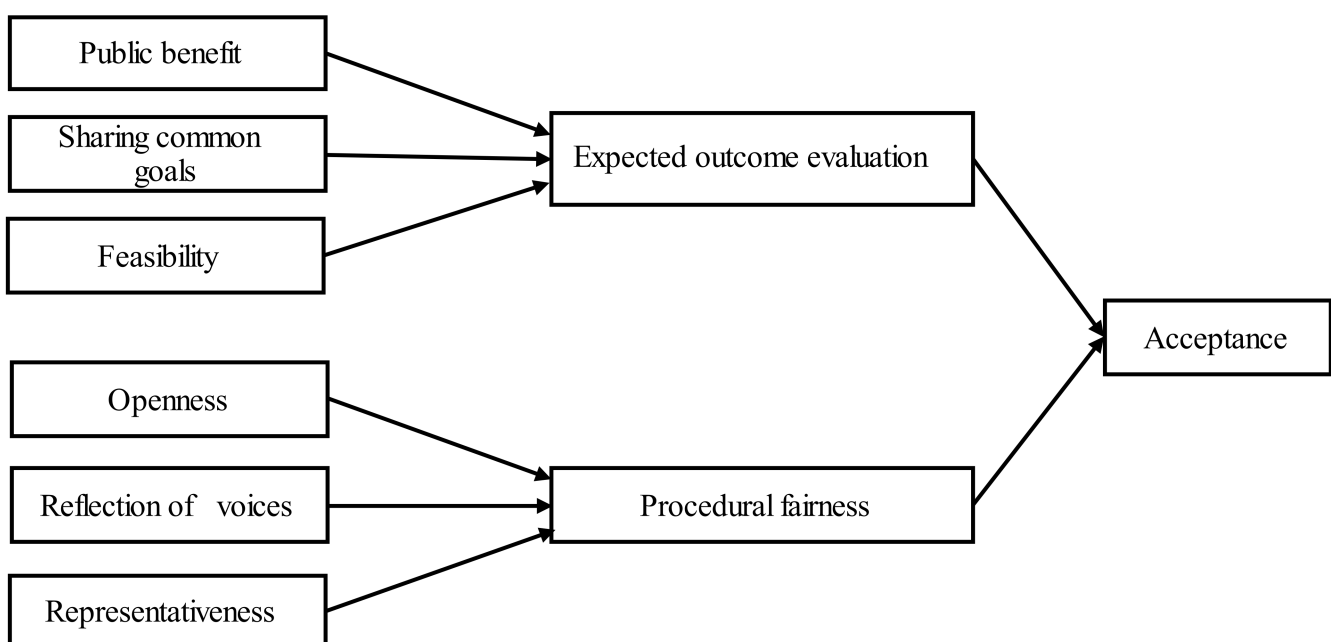 Public benefit
Sharing common
goals
Feasibility
Expected outcome evaluation
Acceptance
Openness
Reflection of voices
Representativeness
Procedural fairness